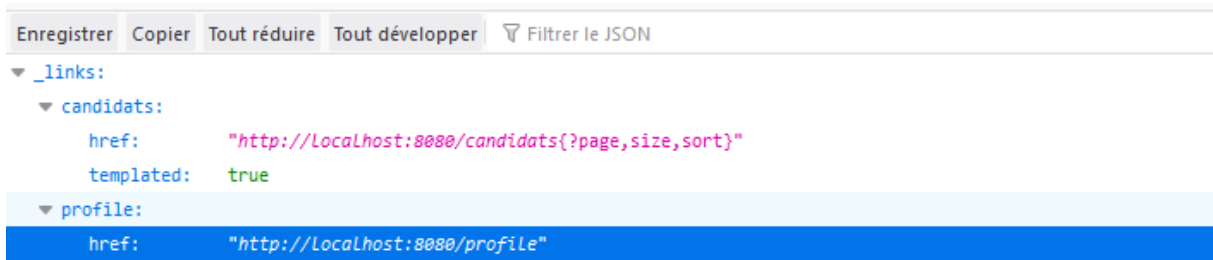 Enregistrer Copier Tout réduire Tout développer Filtrer le JSON
_links:
candidats:
href: "http://localhost:8080/candidats{?page,size,sort}"
templated: true
profile:
href: "http://localhost:8080/profile"